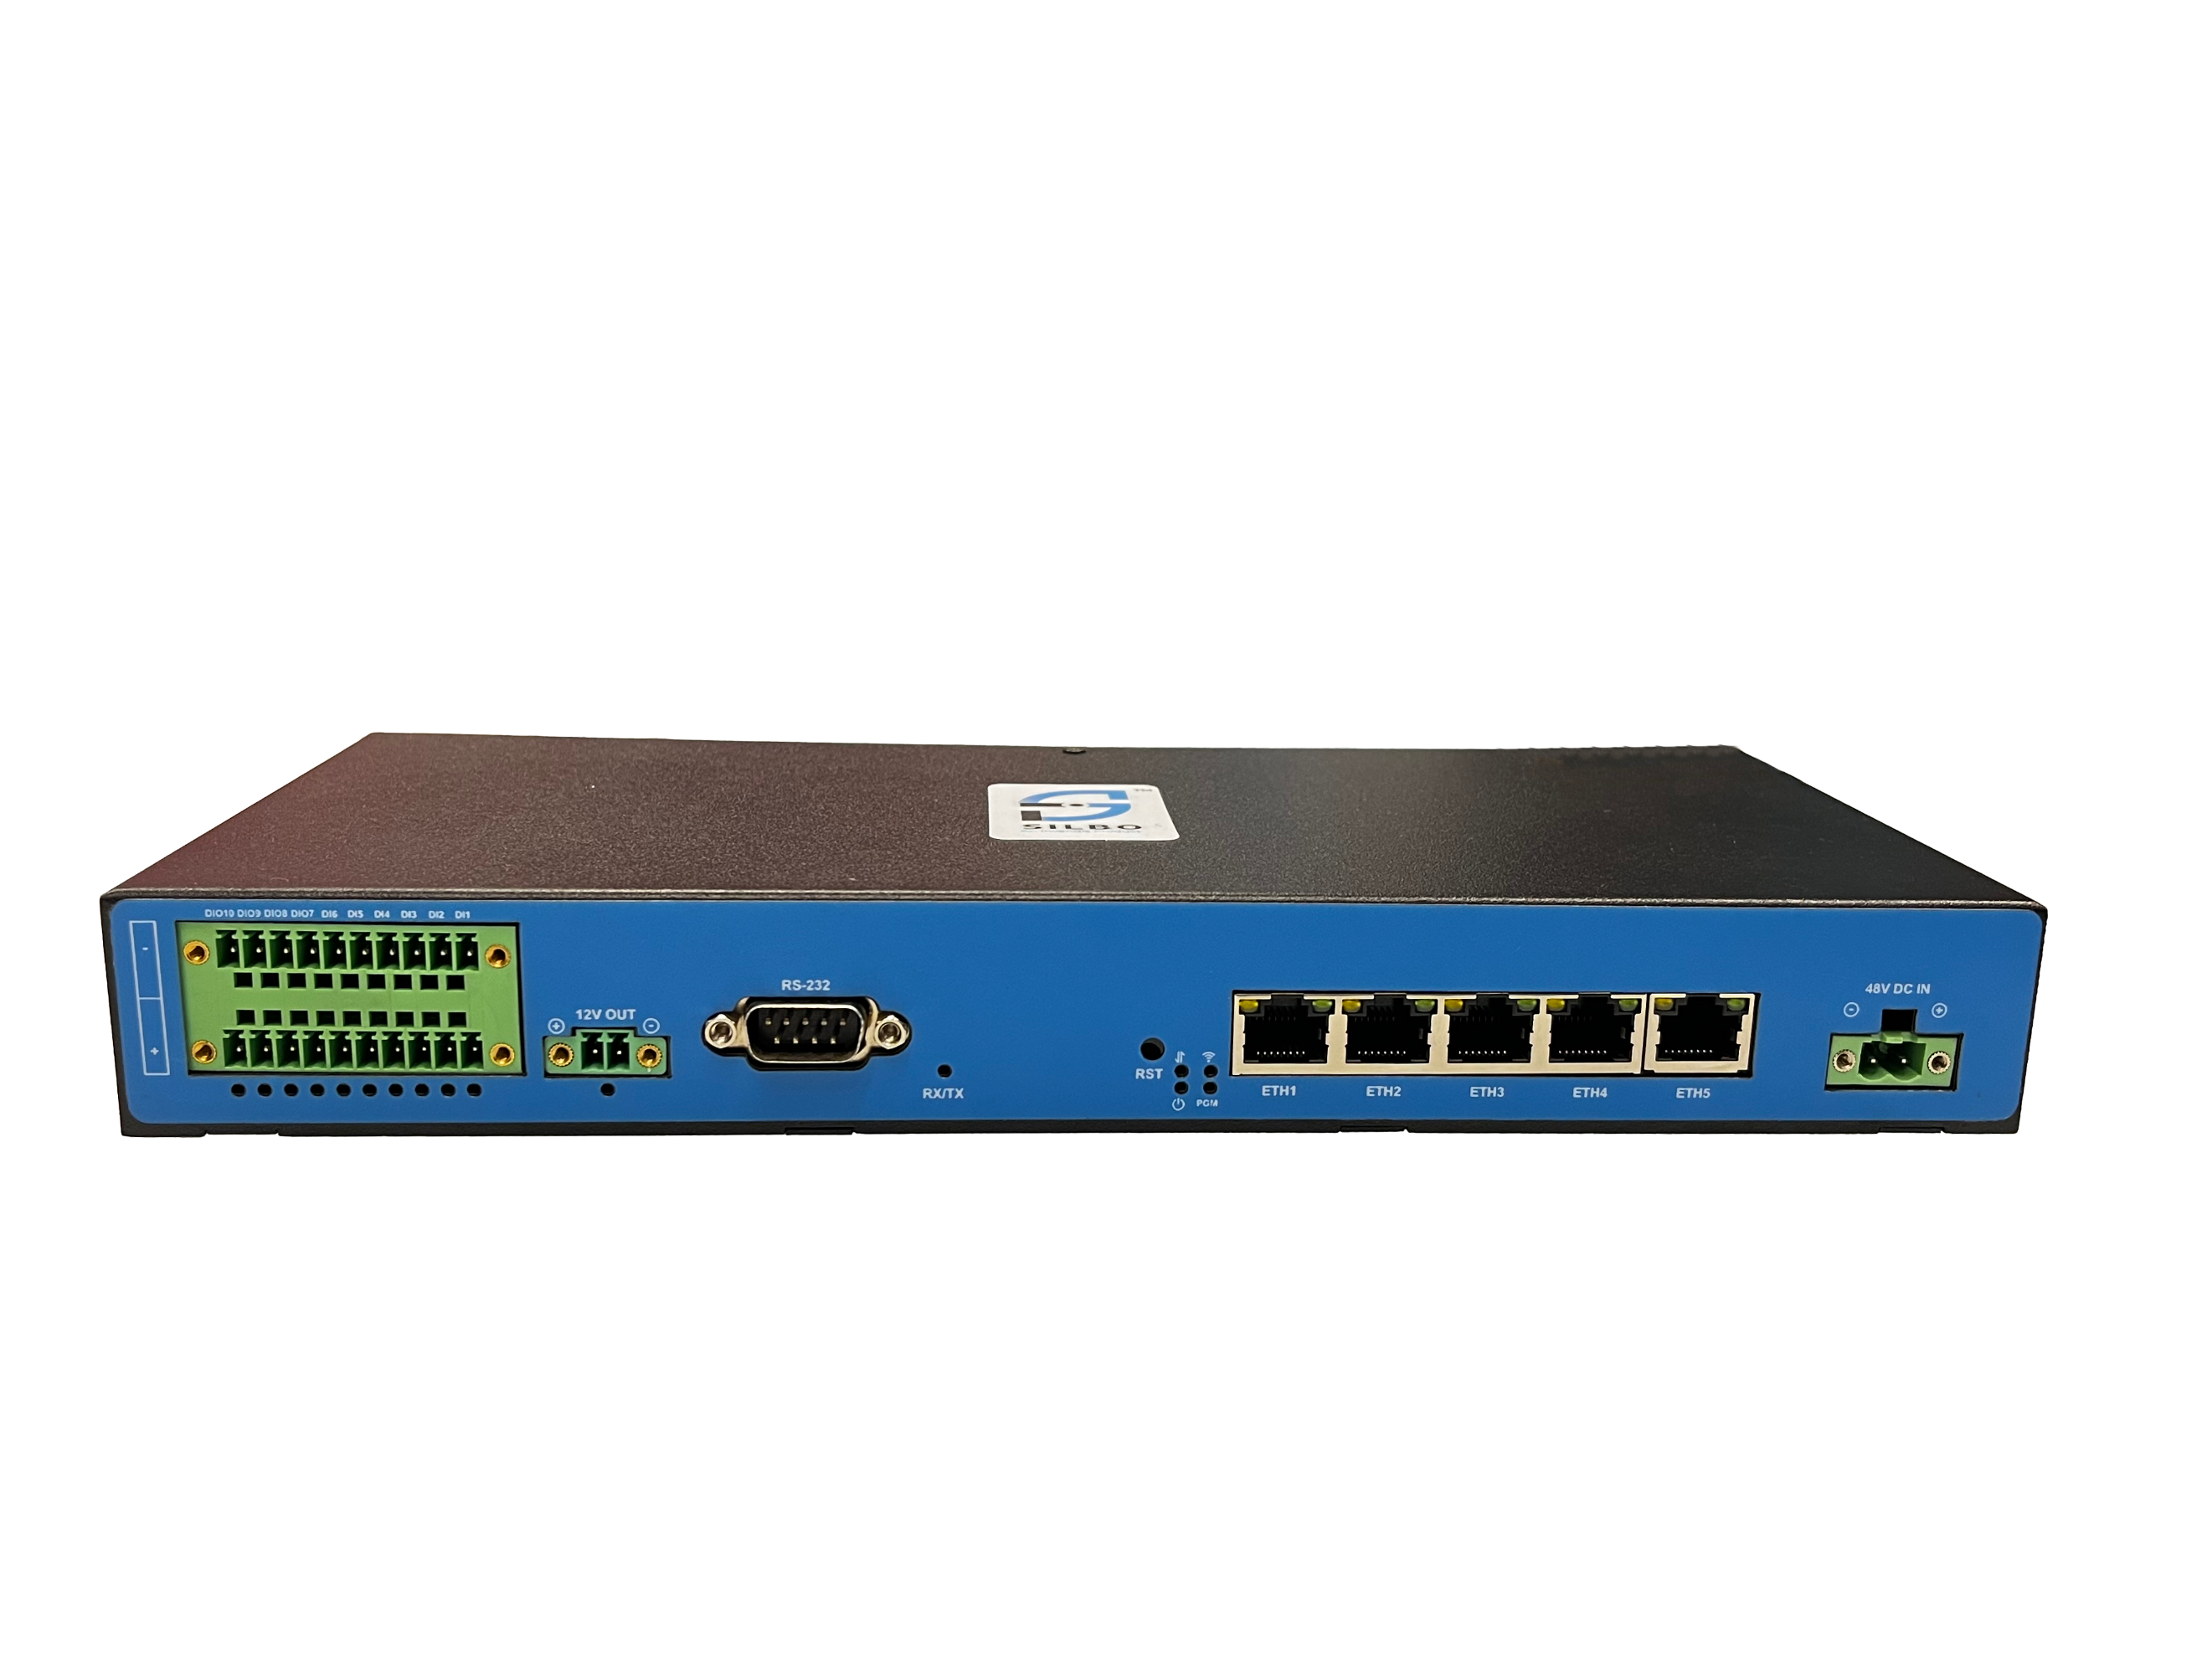 SILBO
DIO10 DIO9 DIO8 DIO7 DI6 DI5 DI4 DI3 DI2 DI1
-
+
12V OUT
+ -
RS-232
RX/TX
RST
PGM
ETH1 ETH2 ETH3 ETH4 ETH5
48V DC IN
- +